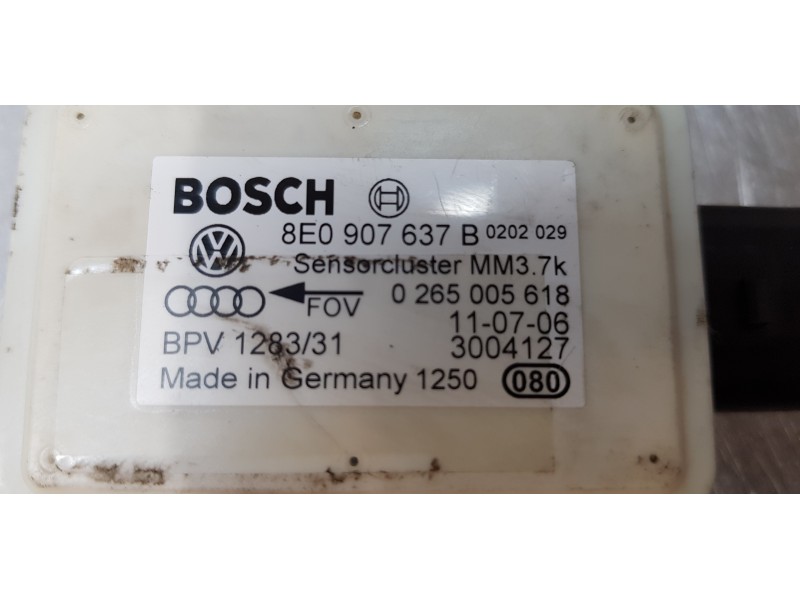 BOSCH
8E0 907 637 B 0202 029
Sensorcluster MM3.7k
FOV 0 265 005 618
11-07-06
BPV 1283/31 3004127
Made in Germany 1250 080